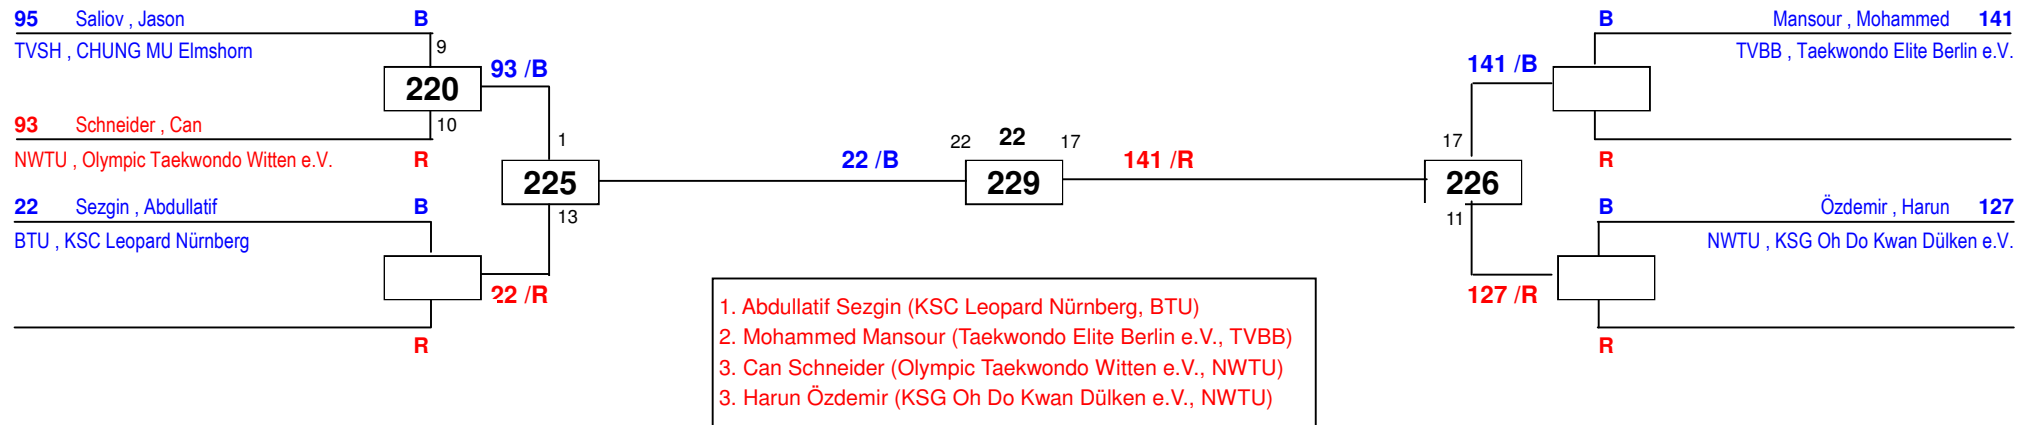 95 Saliov , Jason B
TVSH , CHUNG MU Elmshorn
9
220
93 /B
10
93 Schneider , Can
NWTU , Olympic Taekwondo Witten e.V. R
1
225
13
22 Sezgin , Abdullatif B
BTU , KSC Leopard Nürnberg
22 /R
R
22 /B
22 22 17
229
141 /R
B Mansour , Mohammed 141
TVBB , Taekwondo Elite Berlin e.V.
141 /B
R
17
226
11
B Özdemir , Harun 127
NWTU , KSG Oh Do Kwan Dülken e.V.
127 /R
R
1. Abdullatif Sezgin (KSC Leopard Nürnberg, BTU)
2. Mohammed Mansour (Taekwondo Elite Berlin e.V., TVBB)
3. Can Schneider (Olympic Taekwondo Witten e.V., NWTU)
3. Harun Özdemir (KSG Oh Do Kwan Dülken e.V., NWTU)